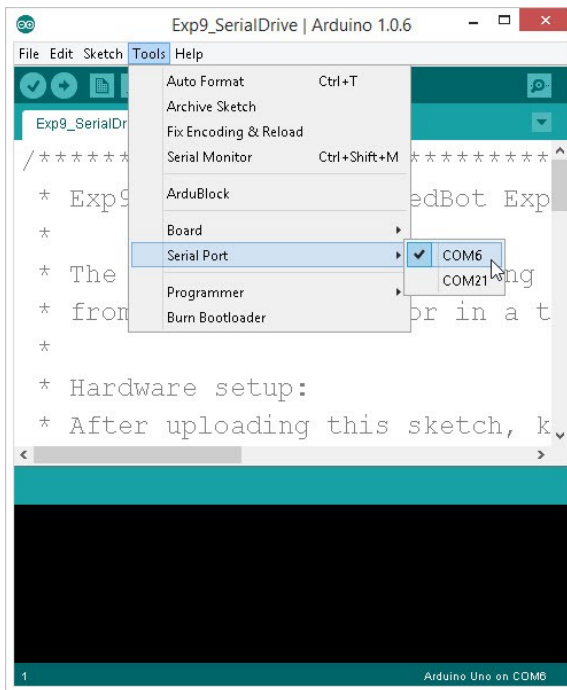 Exp9_SerialDrive | Arduino 1.0.6
File Edit Sketch Tools Help
Exp9_SerialDr
Auto Format Ctrl+T
Archive Sketch
Fix Encoding & Reload
Serial Monitor Ctrl+Shift+M
ArduBlock
Board
Serial Port
Programmer
Burn Bootloader
COM6
COM21
/****** *********
* Exp9 edBot Exp
*
* The ng
* from or in a t
*
* Hardware setup:
* After uploading this sketch, k
1 Arduino Uno on COM6